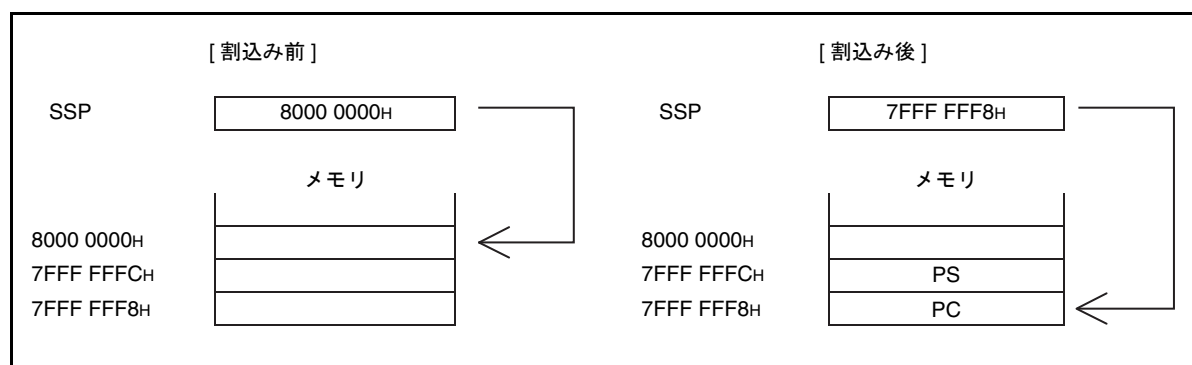 [ 割込み前 ]
SSP
8000 0000H
メモリ
8000 0000H
7FFF FFFCH
7FFF FFF8H
[ 割込み後 ]
SSP
7FFF FFF8H
メモリ
8000 0000H
7FFF FFFCH
PS
7FFF FFF8H
PC